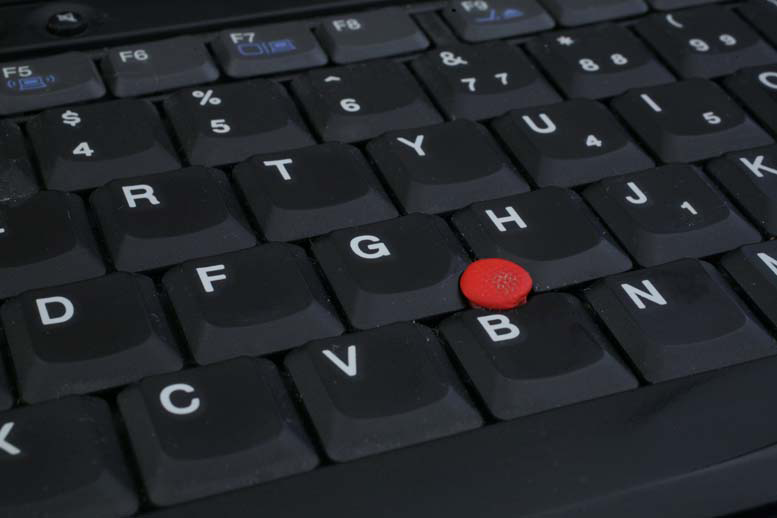 F5 F6 F7 F8 F9
$ % ^ & * (
4 5 6 7 7 8 8 9 9
R T Y U 4 I 5
D F G H J 1 K
C V B N